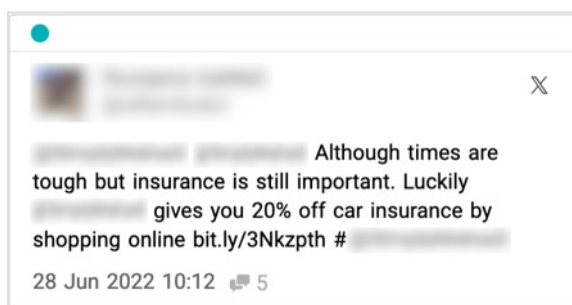 X
Although times are
tough but insurance is still important. Luckily
gives you 20% off car insurance by
shopping online bit.ly/3Nkzpth #
28 Jun 2022 10:12 5